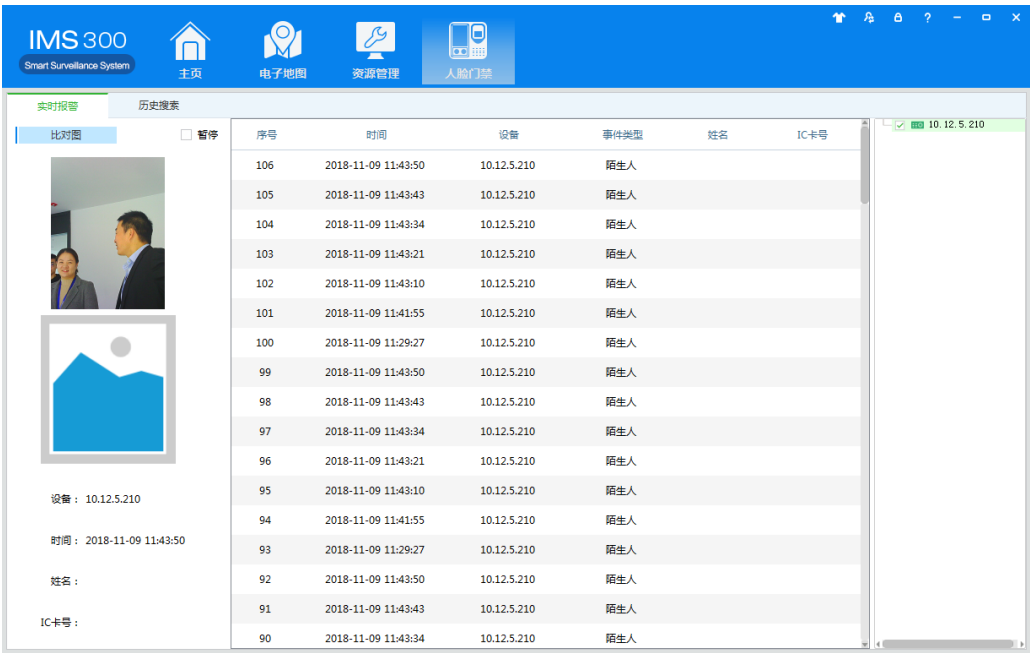 IMS 300
Smart Surveillance System
主页
电子地图
资源管理
人脸门禁
?
实时报警
历史搜素
比对图
暂停
序号 时间 设备 事件类型 姓名 IC卡号
106 2018-11-09 11:43:50 10.12.5.210 陌生人
105 2018-11-09 11:43:43 10.12.5.210 陌生人
104 2018-11-09 11:43:34 10.12.5.210 陌生人
103 2018-11-09 11:43:21 10.12.5.210 陌生人
102 2018-11-09 11:43:10 10.12.5.210 陌生人
101 2018-11-09 11:41:55 10.12.5.210 陌生人
100 2018-11-09 11:29:27 10.12.5.210 陌生人
99 2018-11-09 11:43:50 10.12.5.210 陌生人
98 2018-11-09 11:43:43 10.12.5.210 陌生人
97 2018-11-09 11:43:34 10.12.5.210 陌生人
96 2018-11-09 11:43:21 10.12.5.210 陌生人
95 2018-11-09 11:43:10 10.12.5.210 陌生人
94 2018-11-09 11:41:55 10.12.5.210 陌生人
93 2018-11-09 11:29:27 10.12.5.210 陌生人
92 2018-11-09 11:43:50 10.12.5.210 陌生人
91 2018-11-09 11:43:43 10.12.5.210 陌生人
90 2018-11-09 11:43:34 10.12.5.210 陌生人
设备： 10.12.5.210
时间： 2018-11-09 11:43:50
姓名：
IC卡号：
10.12.5.210